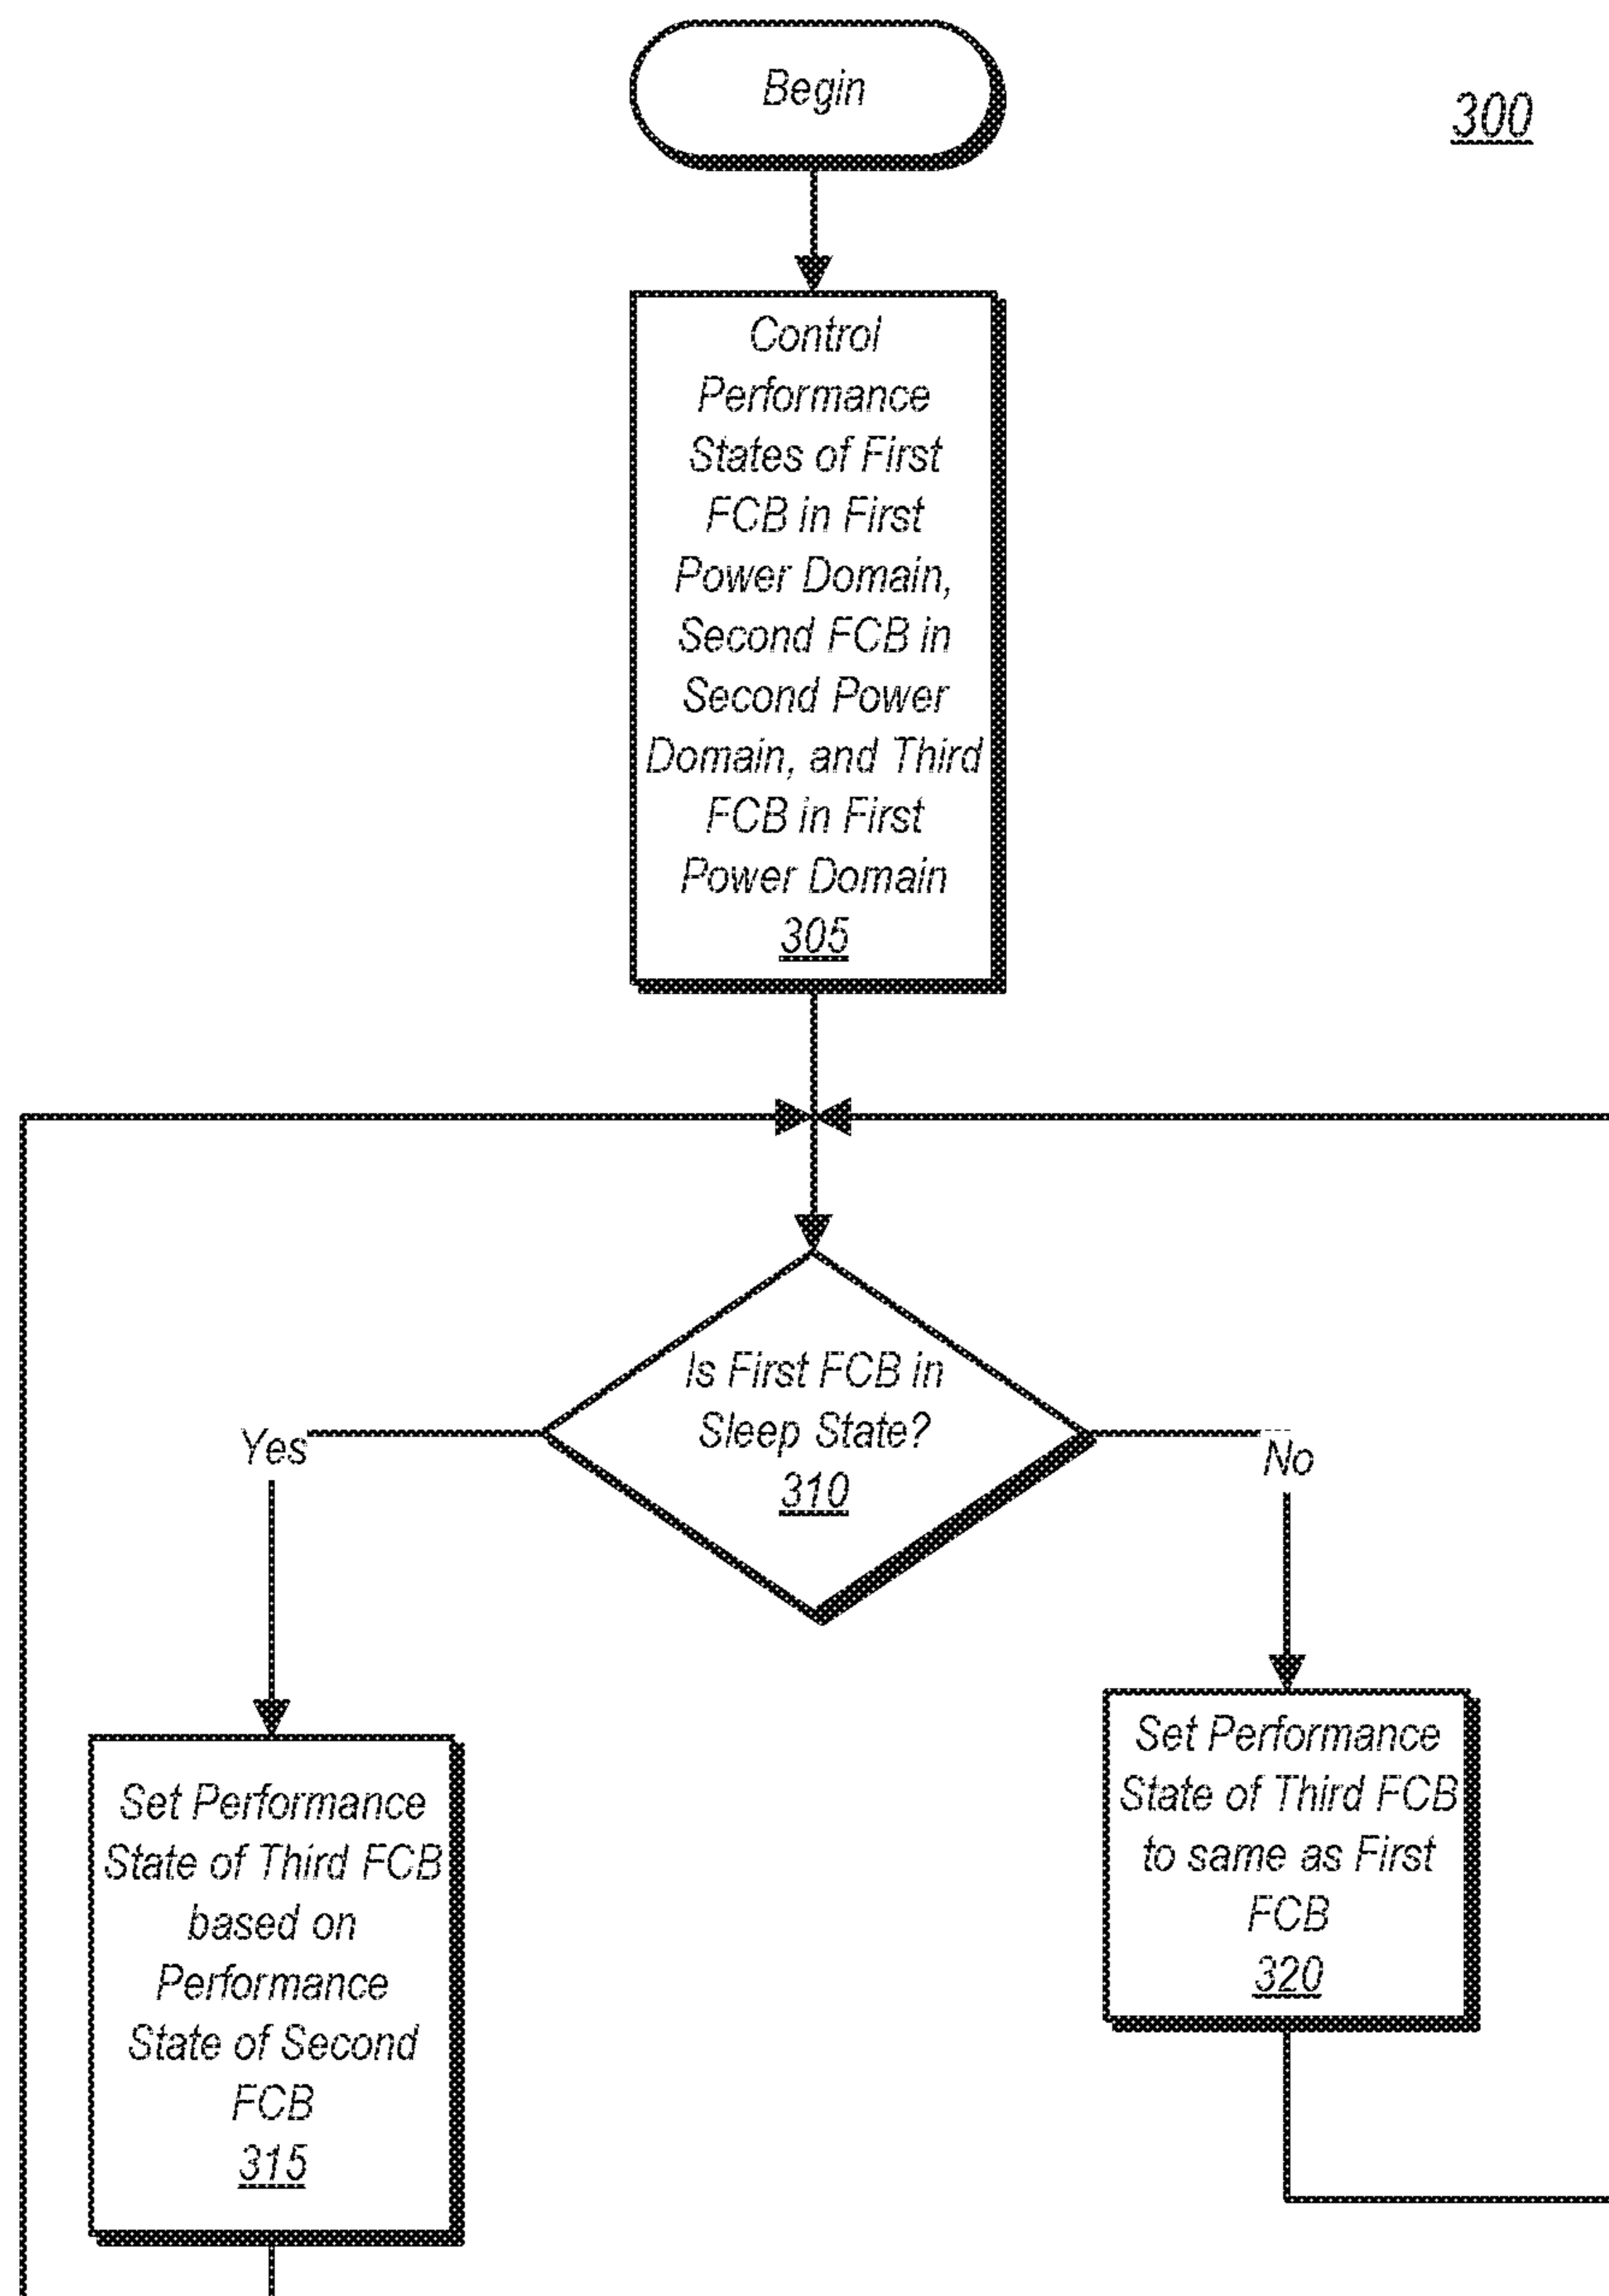 Begin
300
Control
Performance
States of First
FCB in First
Power Domain,
Second FCB in
Second Power
Domain, and Third
FCB in First
Power Domain
305
Is First FCB in
Sleep State?
310
Yes
No
Set Performance
State of Third FCB
based on
Performance
State of Second
FCB
315
Set Performance
State of Third FCB
to same as First
FCB
320